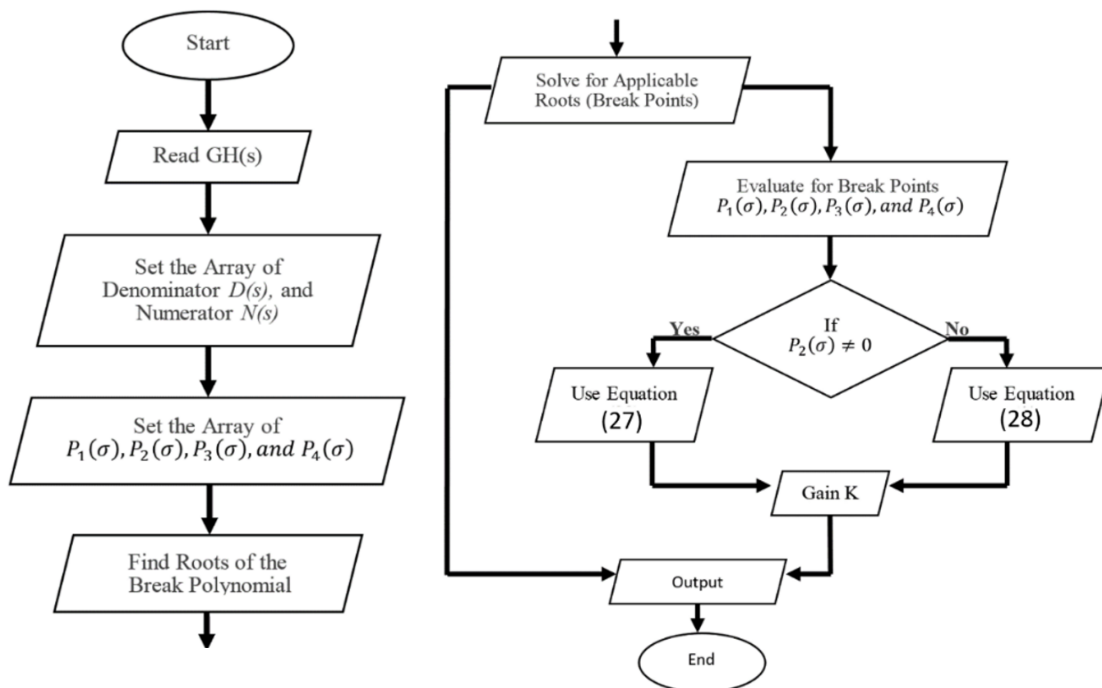 Start
Read GH(s)
Set the Array of
Denominator D(s), and
Numerator N(s)
Set the Array of
P₁(σ), P₂(σ), P₃(σ), and P₄(σ)
Find Roots of the
Break Polynomial
Solve for Applicable
Roots (Break Points)
Evaluate for Break Points
P₁(σ), P₂(σ), P₃(σ), and P₄(σ)
If
P₂(σ) ≠ 0
Yes
No
Use Equation
(27)
Use Equation
(28)
Gain K
Output
End